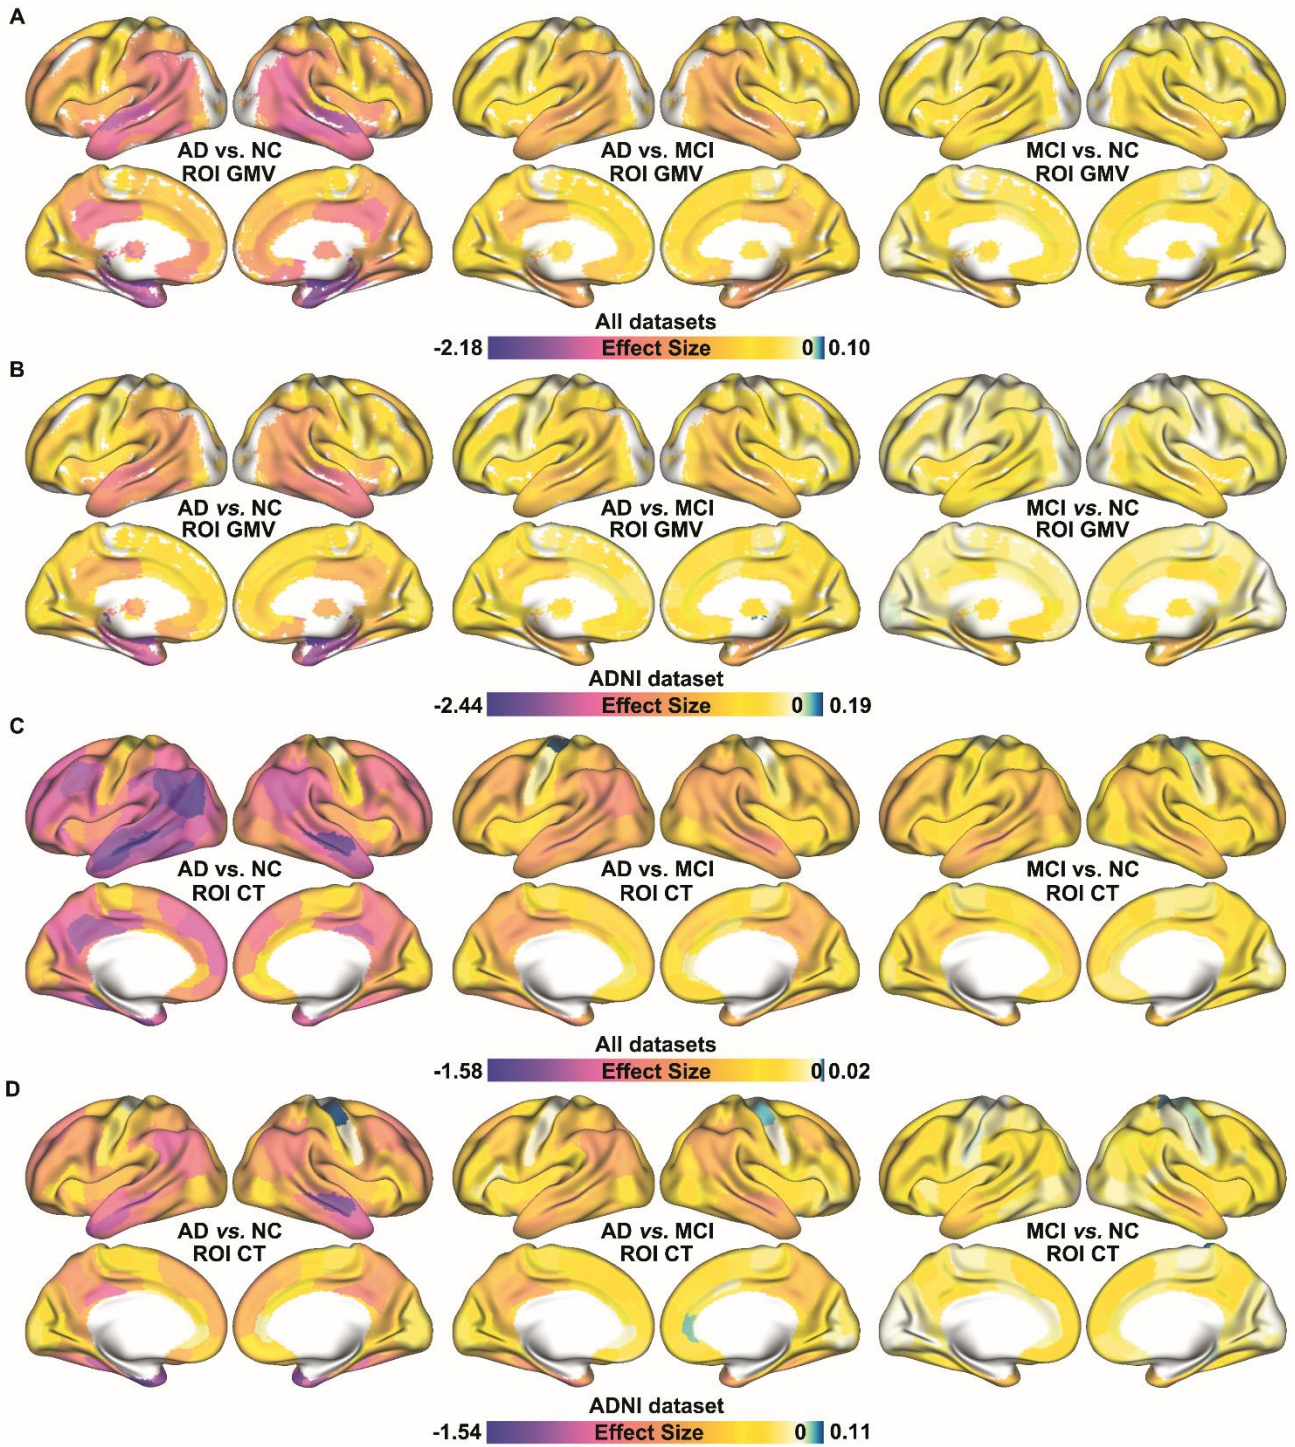 A
AD vs. NC
ROI GMV
AD vs. MCI
ROI GMV
MCI vs. NC
ROI GMV
All datasets
-2.18 Effect Size 0 0.10
B
AD vs. NC
ROI GMV
AD vs. MCI
ROI GMV
MCI vs. NC
ROI GMV
ADNI dataset
-2.44 Effect Size 0 0.19
C
AD vs. NC
ROI CT
AD vs. MCI
ROI CT
MCI vs. NC
ROI CT
All datasets
-1.58 Effect Size 0 0.02
D
AD vs. NC
ROI CT
AD vs. MCI
ROI CT
MCI vs. NC
ROI CT
ADNI dataset
-1.54 Effect Size 0 0.11